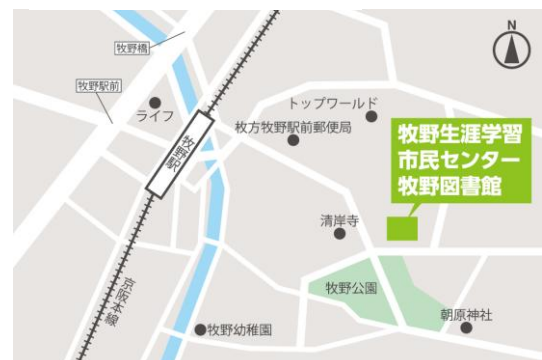 N
牧野橋
牧野駅前
ライフ
トップワールド
枚方牧野駅前郵便局
牧野生涯学習
市民センター
牧野図書館
牧野駅
清岸寺
京阪本線
牧野公園
朝原神社
牧野幼稚園